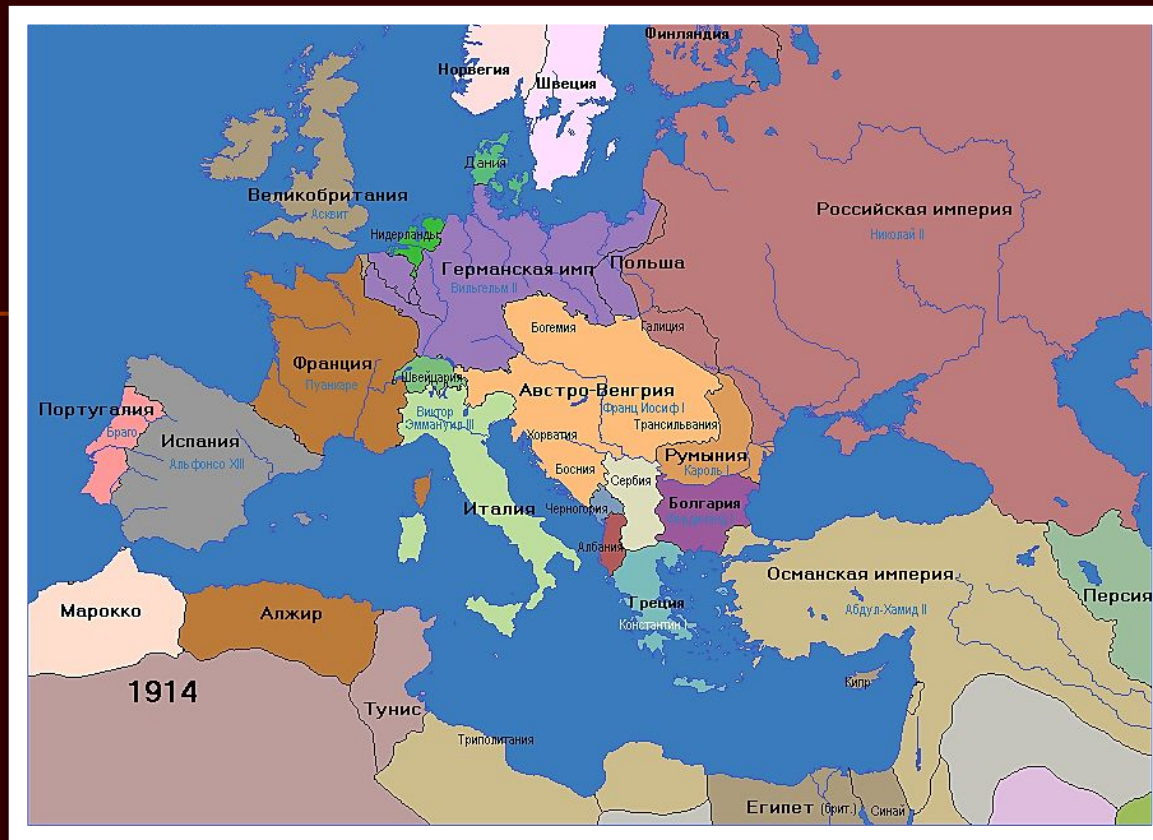 Финляндия
Норвегия
Швеция
Дания
Великобритания
Асквит
Российская империя
Николай II
Нидерланды
Германская имп
Вильгельм II
Польша
Богемия
Галиция
Франция
Пуанкаре
Швейцария
Австро-Венгрия
Франц Иосиф I
Трансильвания
Португалия
Браго
Испания
Альфонсо XIII
Виктор
Эммануил III
Хорватия
Румыния
Кароль I
Босния
Сербия
Италия
Черногория
Болгария
Албания
Османская империя
Абдул-Хамид II
Персия
Греция
Константин I
Марокко
Алжир
1914
Тунис
Кипр
Триполитания
Египет (брит.)
Синай